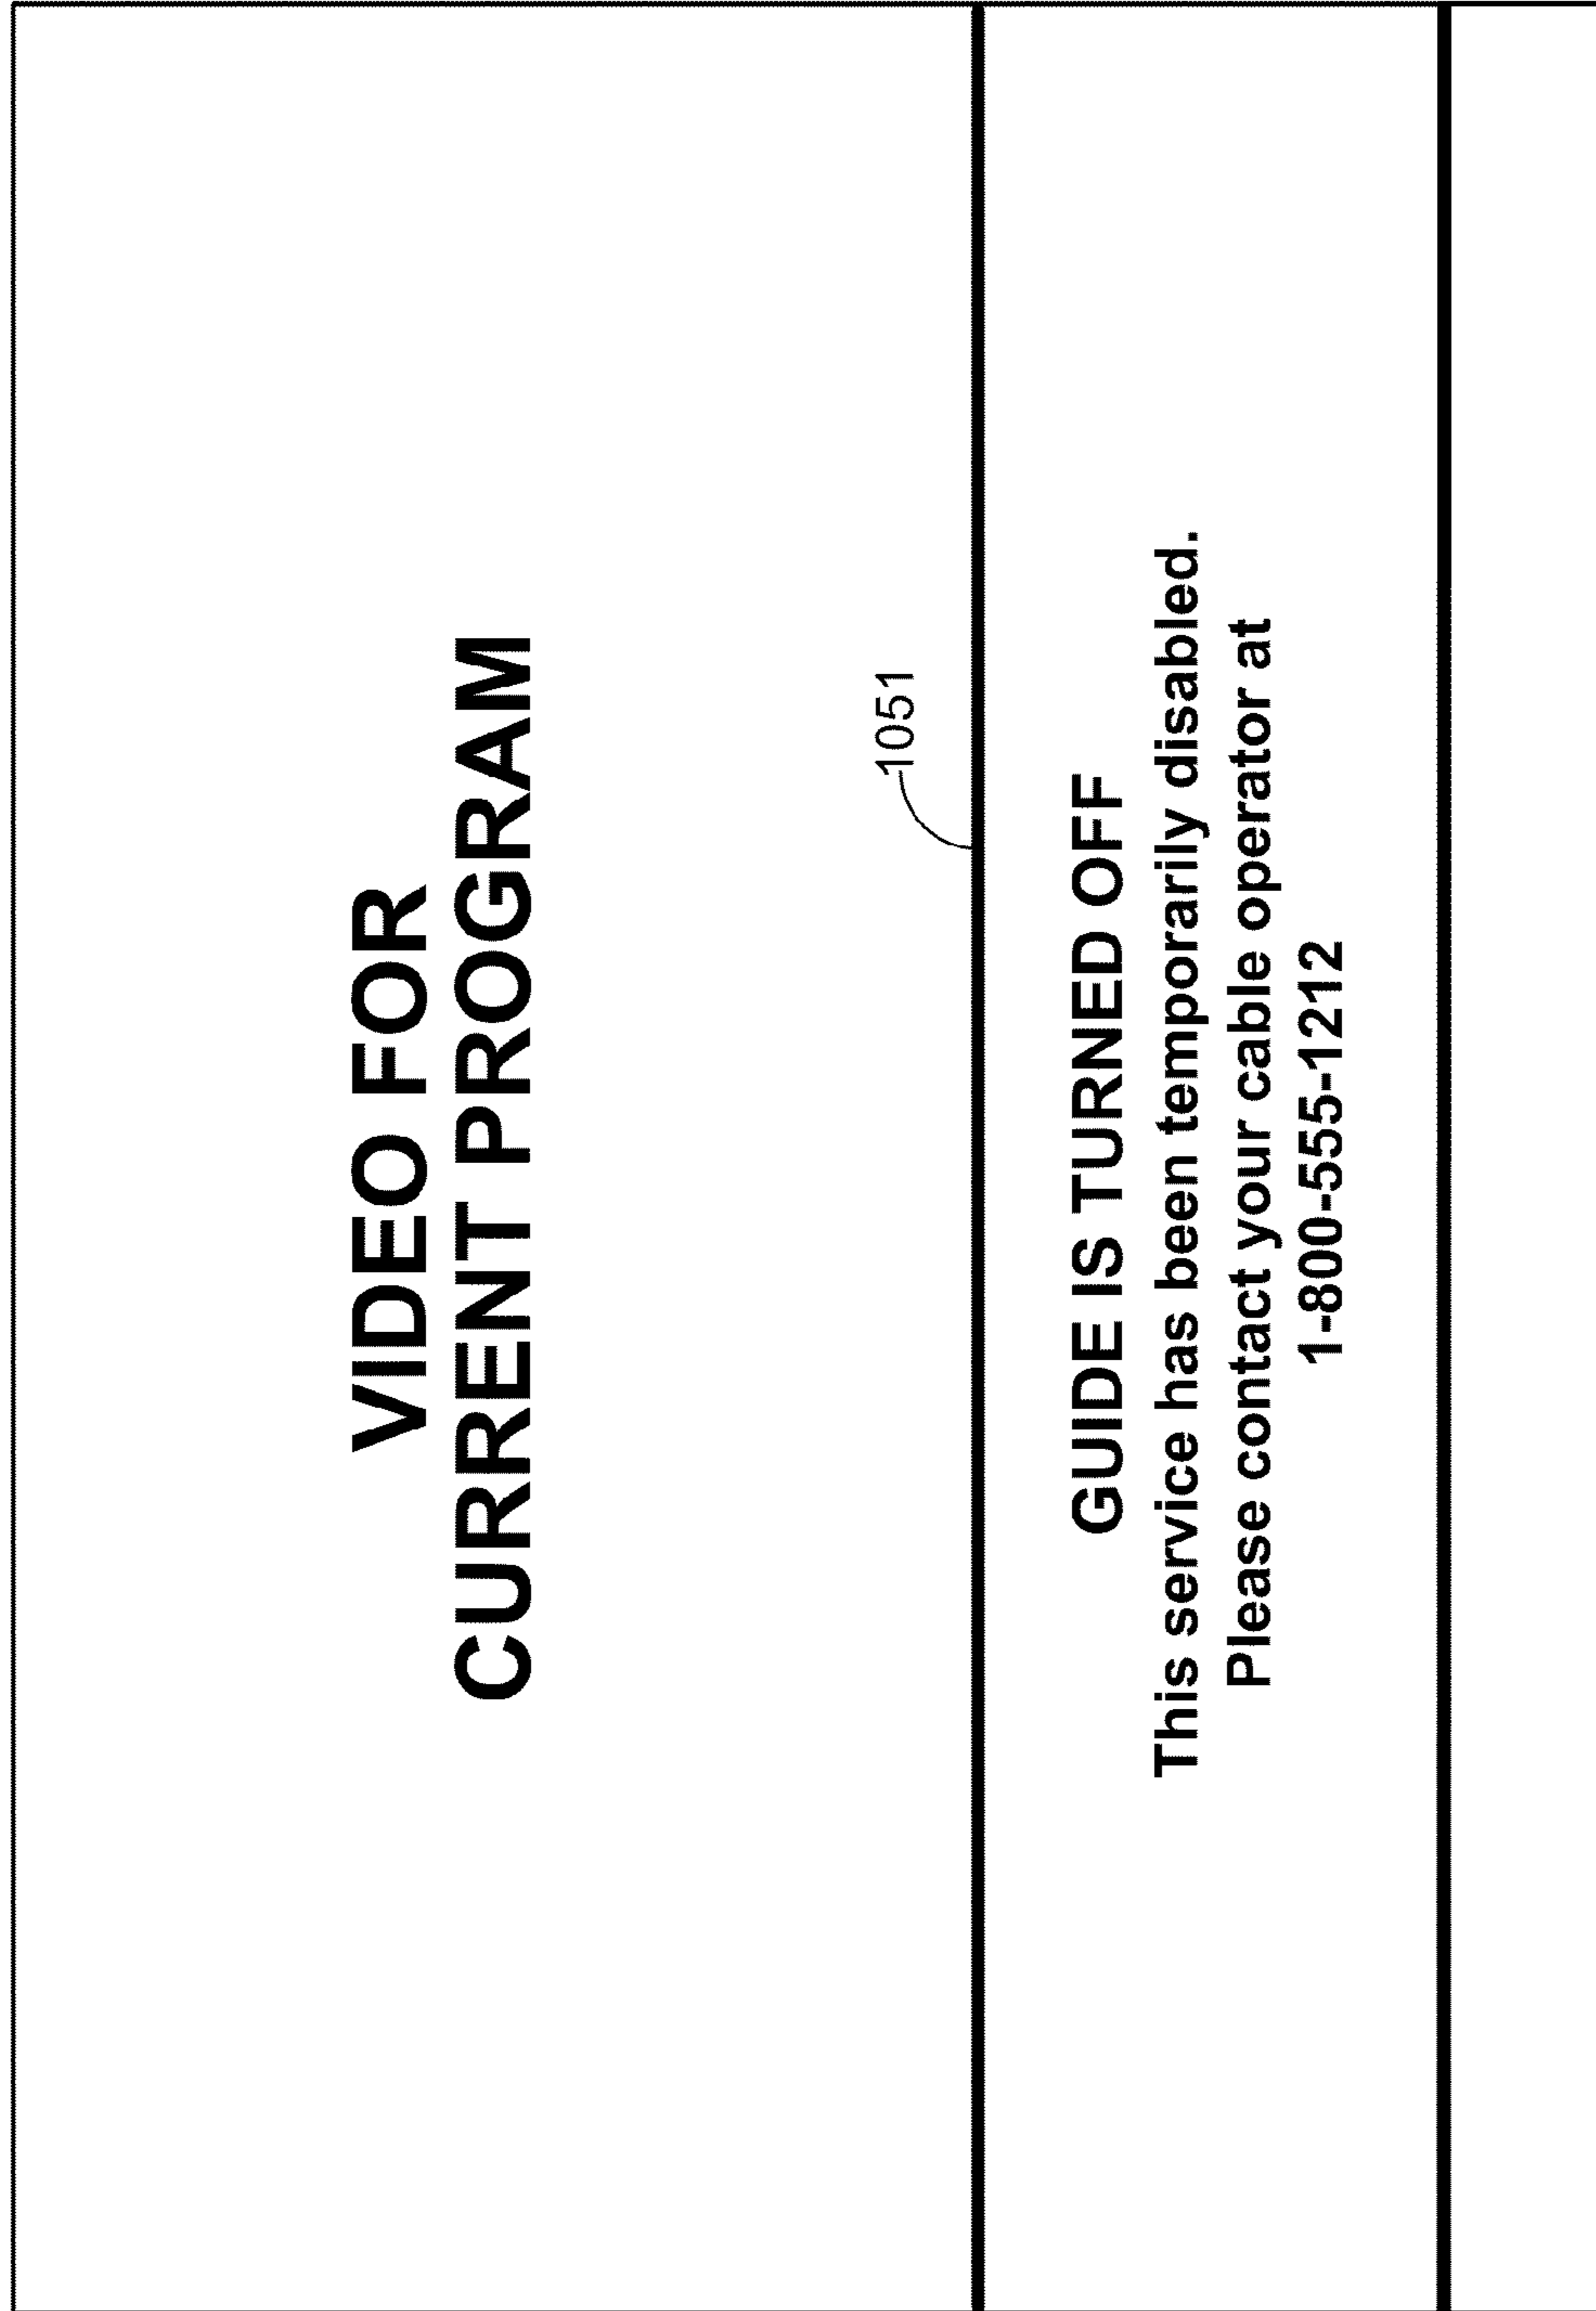 VIDEO FOR
CURRENT PROGRAM
1051
GUIDE IS TURNED OFF
This service has been temporarily disabled.
Please contact your cable operator at
1-800-555-1212